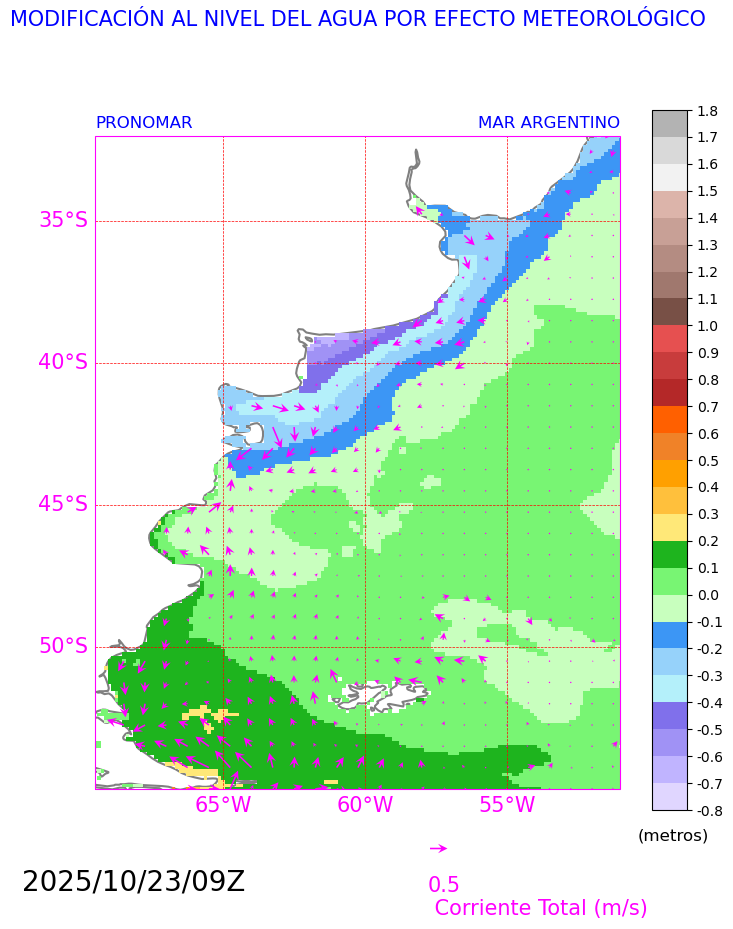 MODIFICACIÓN AL NIVEL DEL AGUA POR EFECTO METEOROLÓGICO
PRONOMAR MAR ARGENTINO
35°S
40°S
45°S
50°S
65°W 60°W 55°W
1.8
1.7
1.6
1.5
1.4
1.3
1.2
1.1
1.0
0.9
0.8
0.7
0.6
0.5
0.4
0.3
0.2
0.1
0.0
-0.1
-0.2
-0.3
-0.4
-0.5
-0.6
-0.7
-0.8
(metros)
2025/10/23/09Z
0.5
Corriente Total (m/s)